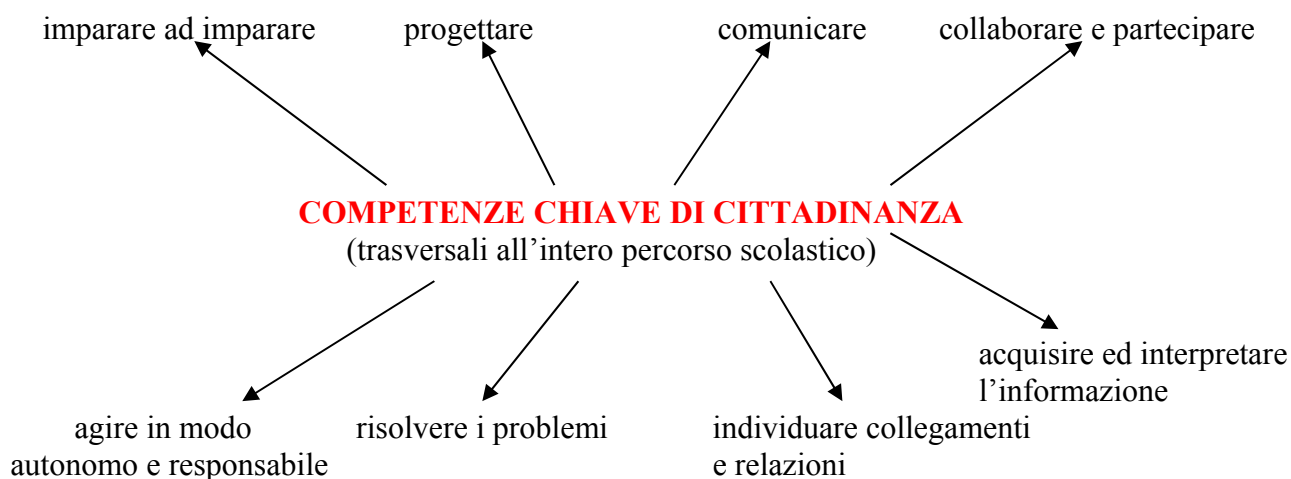 imparare ad imparare
progettare
comunicare
collaborare e partecipare
COMPETENZE CHIAVE DI CITTADINANZA
(trasversali all’intero percorso scolastico)
acquisire ed interpretare
l’informazione
agire in modo
autonomo e responsabile
risolvere i problemi
individuare collegamenti
e relazioni